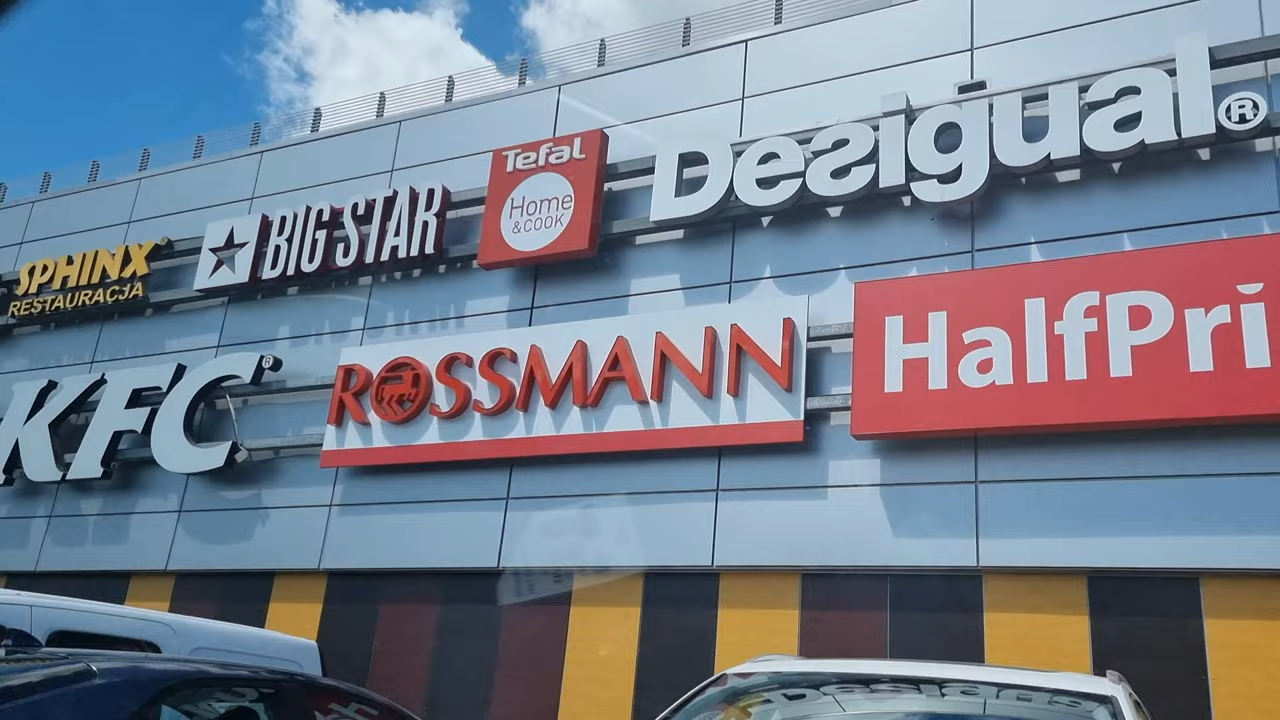 SPHINX®
RESTAURACJA
BIG STAR
Tefal
Home
&COOK
Desigual®
KFC®
ROSSMANN
HalfPri